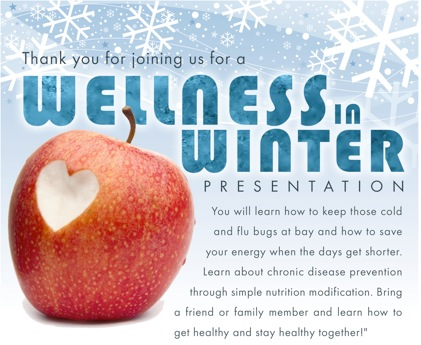 Thank you for joining us for a
WELLNESS IN
WINTER
PRESENTATION
You will learn how to keep those cold
and flu bugs at bay and how to save
your energy when the days get shorter.
Learn about chronic disease prevention
through simple nutrition modification. Bring
a friend or family member and learn how to
get healthy and stay healthy together!"